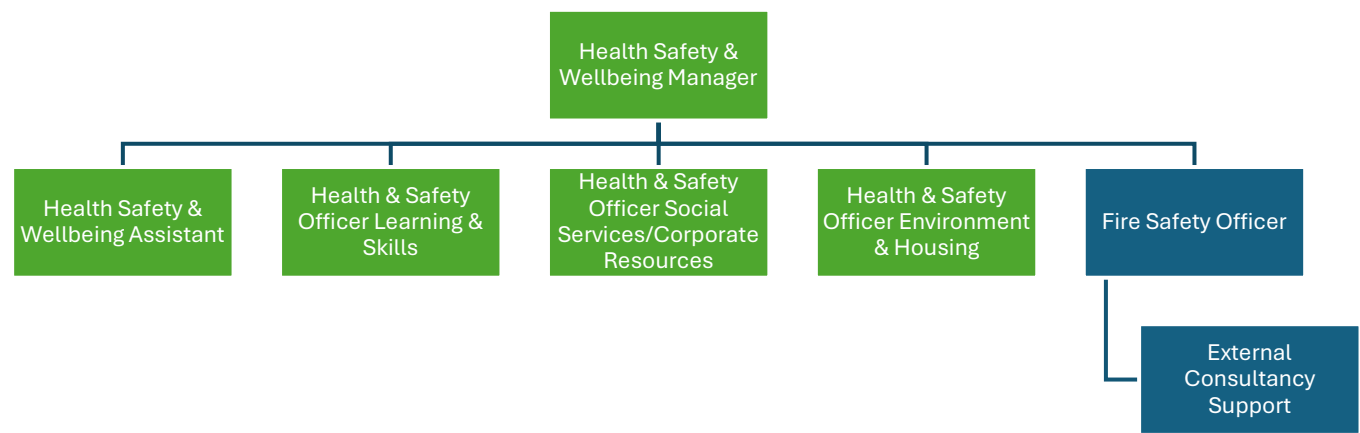 Health Safety &
Wellbeing Manager
Health Safety &
Wellbeing Assistant
Health & Safety
Officer Learning &
Skills
Health & Safety
Officer Social
Services/Corporate
Resources
Health & Safety
Officer Environment
& Housing
Fire Safety Officer
External
Consultancy
Support